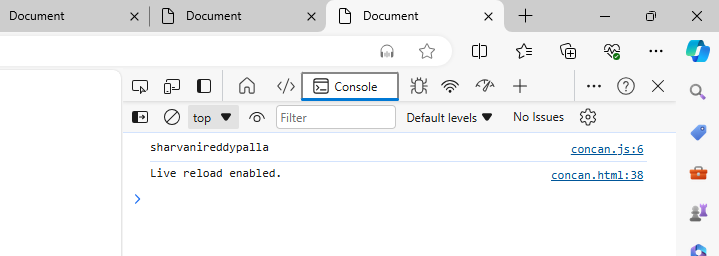 Document
Document
Document
Console
top
Filter
Default levels
No Issues
sharvanireddypalla concan.js:6
Live reload enabled. concan.html:38